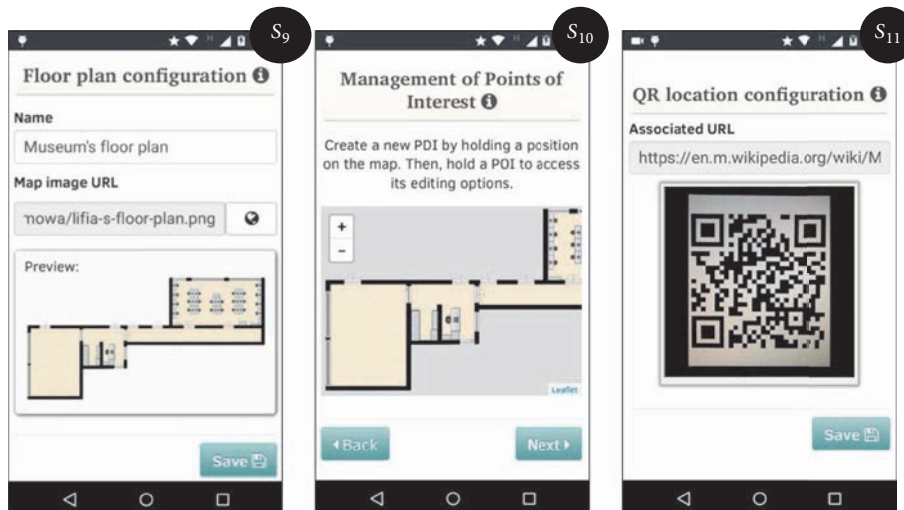 S9
Floor plan configuration
Name
Museum's floor plan
Map image URL
nowa/lifia-s-floor-plan.png
Preview:
Save
S10
Management of Points of
Interest
Create a new PDI by holding a position
on the map. Then, hold a POI to access
its editing options.
+
-
Leaflet
Back
Next
S11
QR location configuration
Associated URL
https://en.m.wikipedia.org/wiki/M
Save